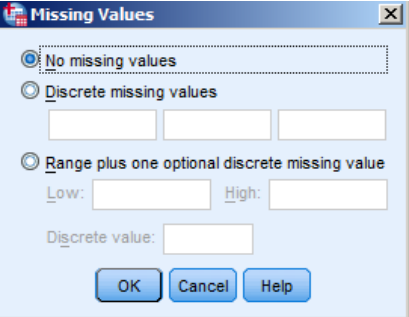 Missing Values
No missing values
Discrete missing values
Range plus one optional discrete missing value
Low: High:
Discrete value:
OK Cancel Help